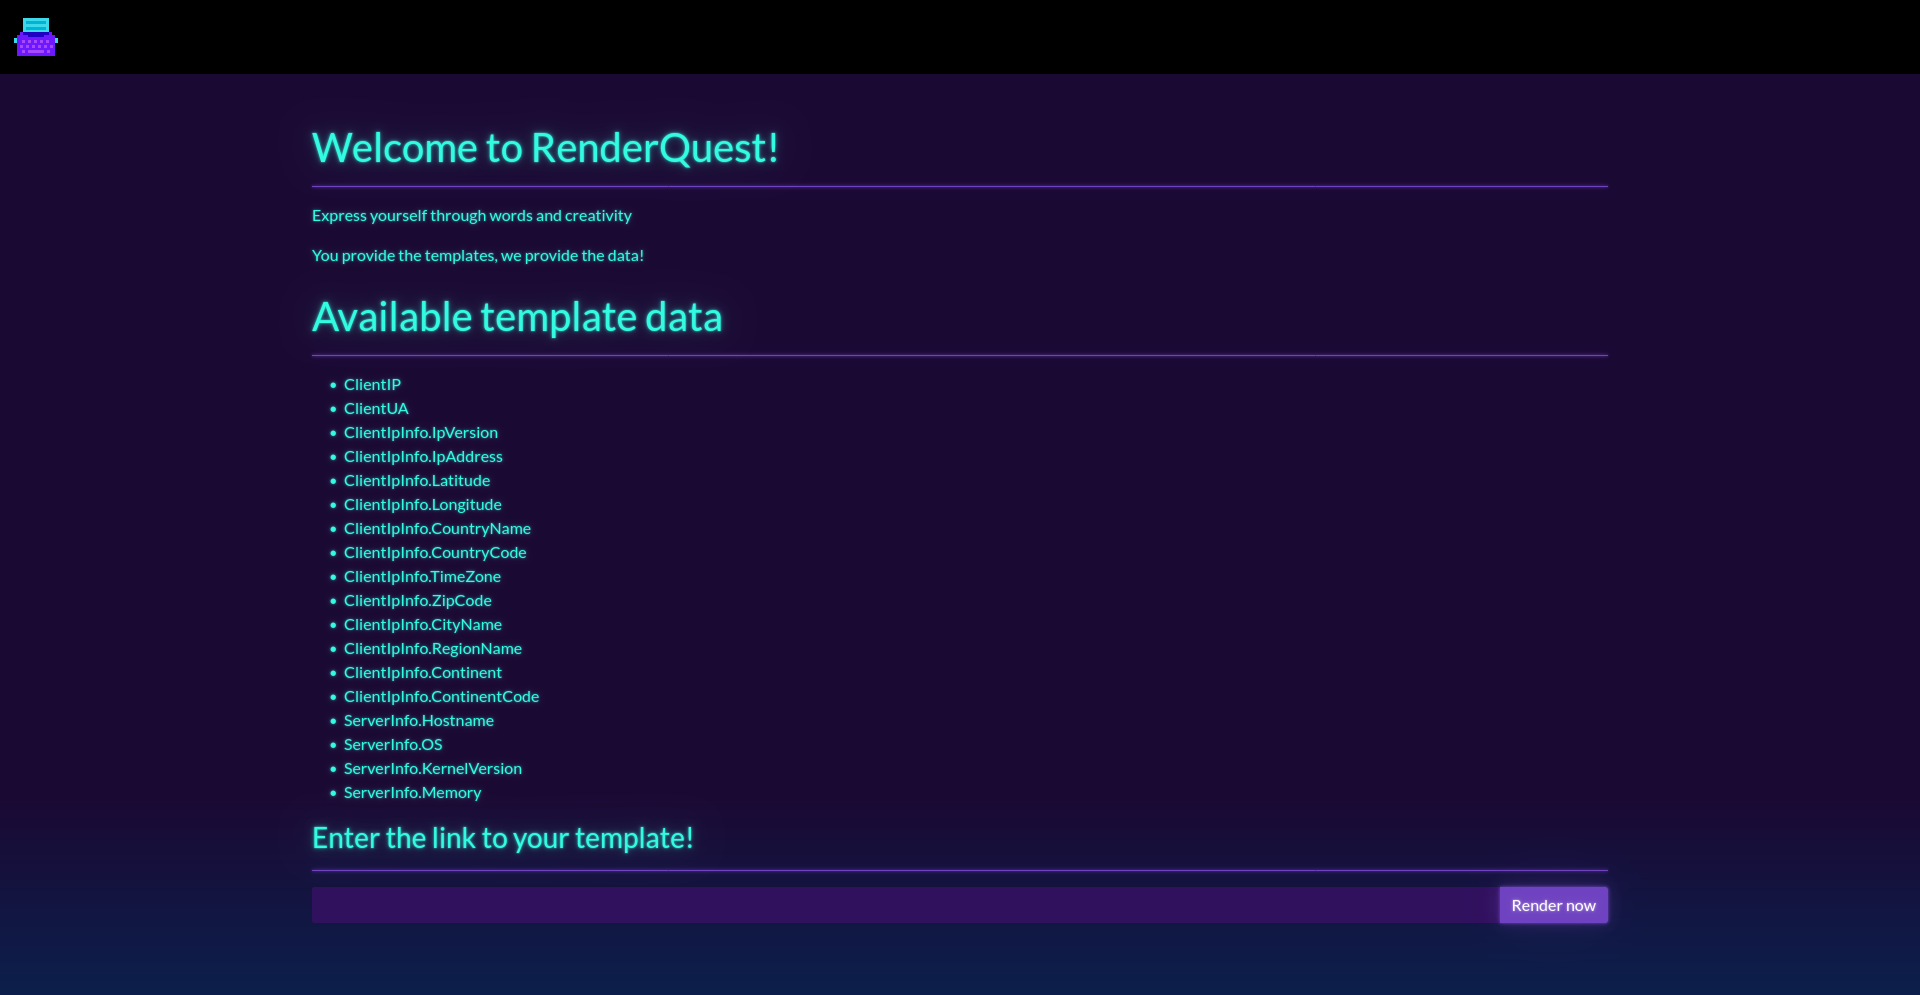 Welcome to RenderQuest!
Express yourself through words and creativity
You provide the templates, we provide the data!
Available template data
• ClientIP
• ClientUA
• ClientIpInfo.IpVersion
• ClientIpInfo.IpAddress
• ClientIpInfo.Latitude
• ClientIpInfo.Longitude
• ClientIpInfo.CountryName
• ClientIpInfo.CountryCode
• ClientIpInfo.TimeZone
• ClientIpInfo.ZipCode
• ClientIpInfo.CityName
• ClientIpInfo.RegionName
• ClientIpInfo.Continent
• ClientIpInfo.ContinentCode
• ServerInfo.Hostname
• ServerInfo.OS
• ServerInfo.KernelVersion
• ServerInfo.Memory
Enter the link to your template!
Render now